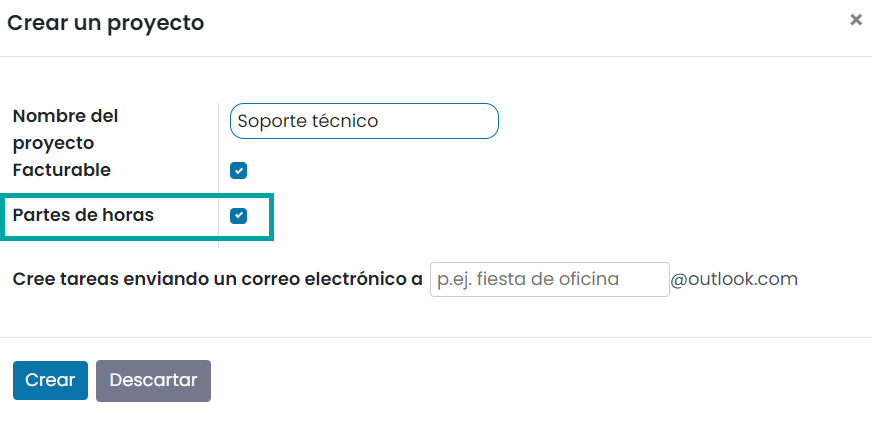 Crear un proyecto
×
Nombre del
proyecto
Soporte técnico
Facturable
Partes de horas
Cree tareas enviando un correo electrónico a p.ej. fiesta de oficina @outlook.com
Crear Descartar